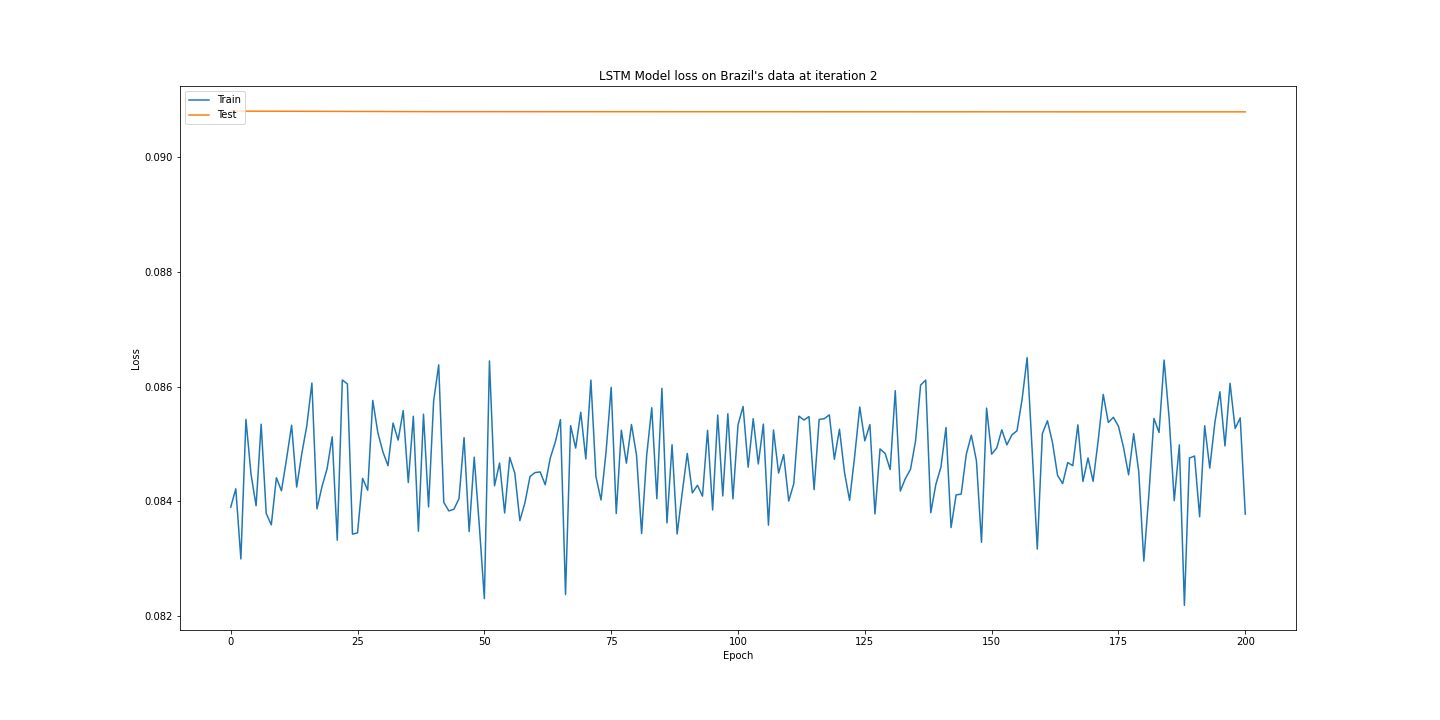 LSTM Model loss on Brazil's data at iteration 2
Train
Test
0.090
0.088
0.086
0.084
0.082
Loss
0 25 50 75 100 125 150 175 200
Epoch